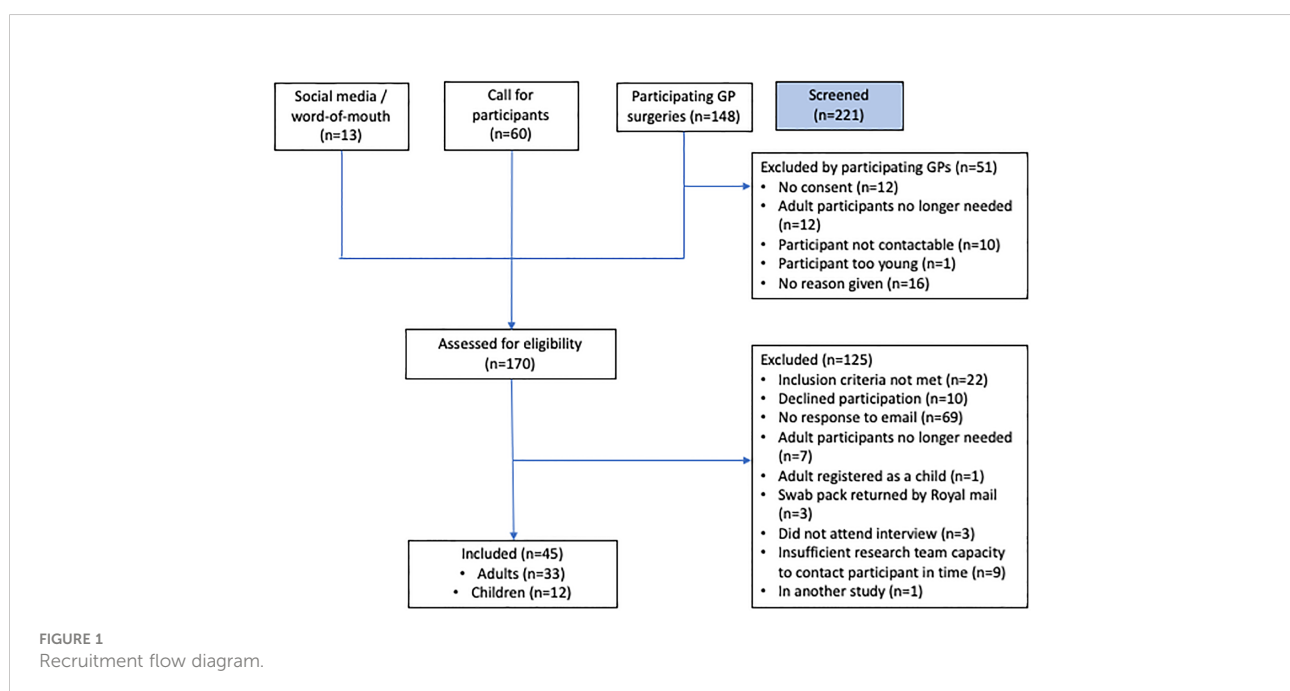 Social media /
word-of-mouth
(n=13)
Call for
participants
(n=60)
Participating GP
surgeries (n=148)
Screened
(n=221)
Excluded by participating GPs (n=51)
• No consent (n=12)
• Adult participants no longer needed
(n=12)
• Participant not contactable (n=10)
• Participant too young (n=1)
• No reason given (n=16)
Assessed for eligibility
(n=170)
Excluded (n=125)
• Inclusion criteria not met (n=22)
• Declined participation (n=10)
• No response to email (n=69)
• Adult participants no longer needed
(n=7)
• Adult registered as a child (n=1)
• Swab pack returned by Royal mail
(n=3)
• Did not attend interview (n=3)
• Insufficient research team capacity
to contact participant in time (n=9)
• In another study (n=1)
Included (n=45)
• Adults (n=33)
• Children (n=12)
FIGURE 1
Recruitment flow diagram.